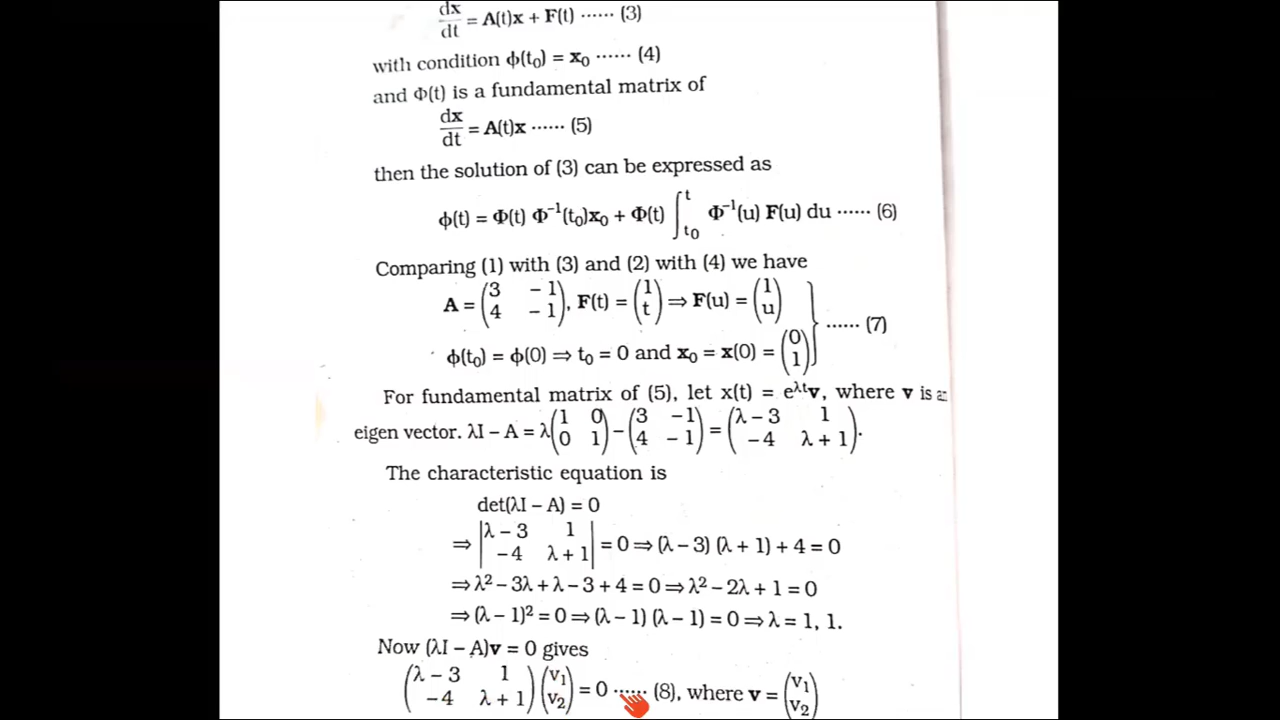 dx/dt = A(t)x + F(t) ...... (3)
with condition ϕ(t₀) = x₀ ...... (4)
and Φ(t) is a fundamental matrix of
dx/dt = A(t)x ...... (5)
then the solution of (3) can be expressed as
ϕ(t) = Φ(t) Φ⁻¹(t₀)x₀ + Φ(t) ∫_{t₀}^{t} Φ⁻¹(u) F(u) du ...... (6)
Comparing (1) with (3) and (2) with (4) we have
A = (3 −1; 4 −1), F(t) = (1; t) ⇒ F(u) = (1; u)
ϕ(t₀) = ϕ(0) ⇒ t₀ = 0 and x₀ = x(0) = (0; 1) } ...... (7)
For fundamental matrix of (5), let x(t) = e^{λt}v, where v is
eigen vector. λI − A = λ(1 0; 0 1) − (3 −1; 4 −1) = (λ − 3 1; −4 λ + 1).
The characteristic equation is
det(λI − A) = 0
⇒ |λ − 3 1; −4 λ + 1| = 0 ⇒ (λ − 3) (λ + 1) + 4 = 0
⇒ λ² − 3λ + λ − 3 + 4 = 0 ⇒ λ² − 2λ + 1 = 0
⇒ (λ − 1)² = 0 ⇒ (λ − 1) (λ − 1) = 0 ⇒ λ = 1, 1.
Now (λI − A)v = 0 gives
(λ − 3 1; −4 λ + 1) (v₁; v₂) = 0 ...... (8), where v = (v₁; v₂)